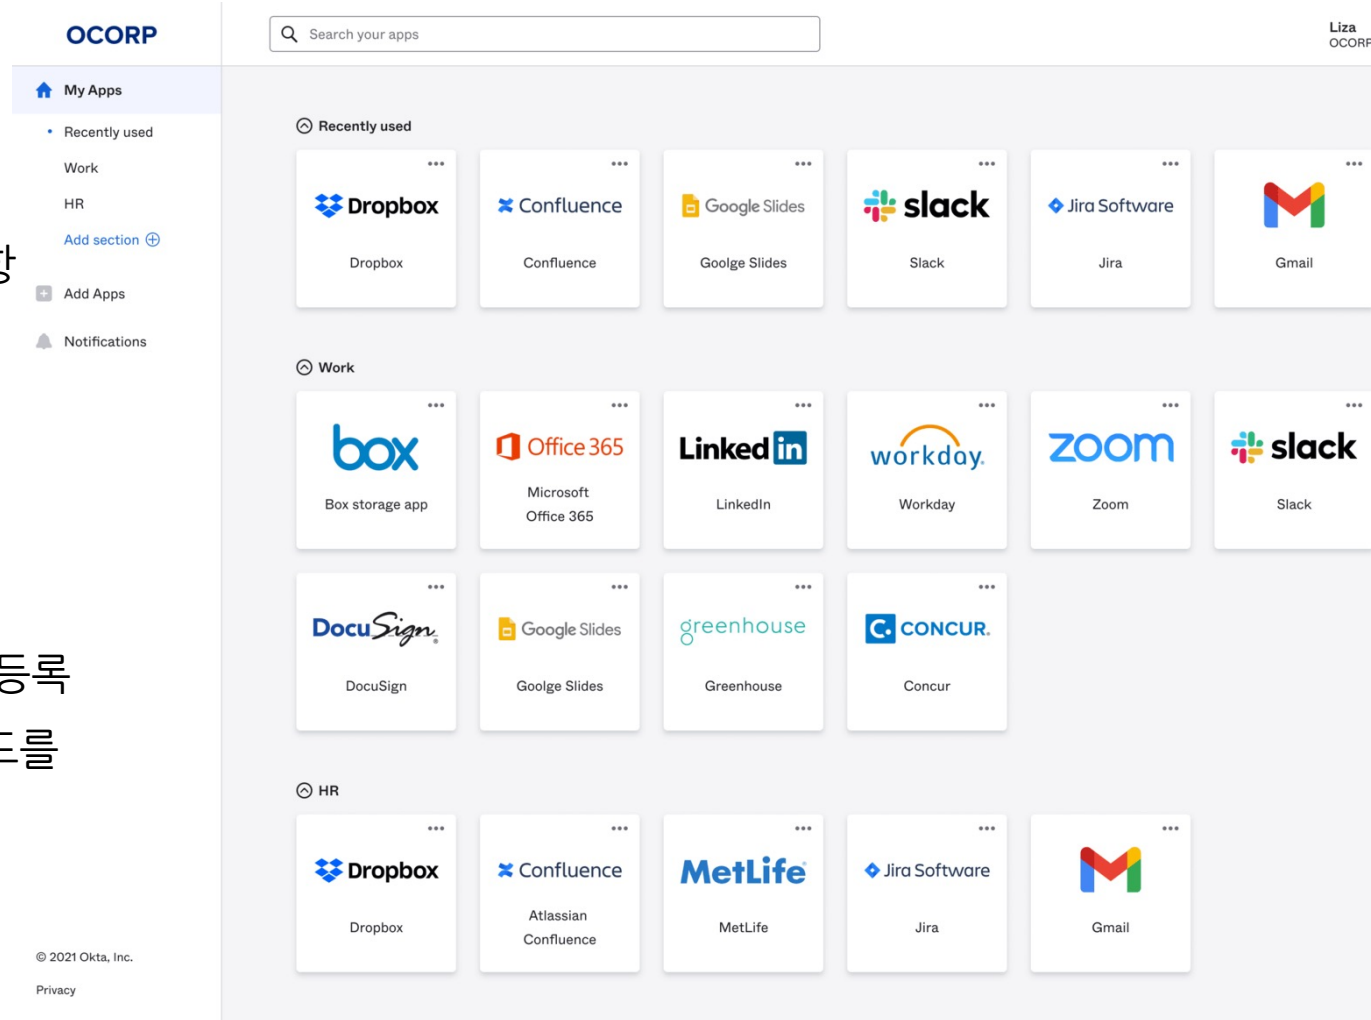 OCORP
Search your apps
Liza
OCORP
My Apps
Recently used
Work
HR
Add section
Add Apps
Notifications
등록
를
Recently used
Dropbox
Confluence
Google Slides
slack
Jira Software
Dropbox
Confluence
Goolge Slides
Slack
Jira
Gmail
Work
box
Office 365
Linked in
workday.
zoom
slack
Box storage app
Microsoft
Office 365
LinkedIn
Workday
Zoom
Slack
DocuSign
Google Slides
greenhouse
C. CONCUR.
DocuSign
Goolge Slides
Greenhouse
Concur
HR
Dropbox
Confluence
MetLife
Jira Software
Dropbox
Atlassian
Confluence
MetLife
Jira
Gmail
© 2021 Okta, Inc.
Privacy